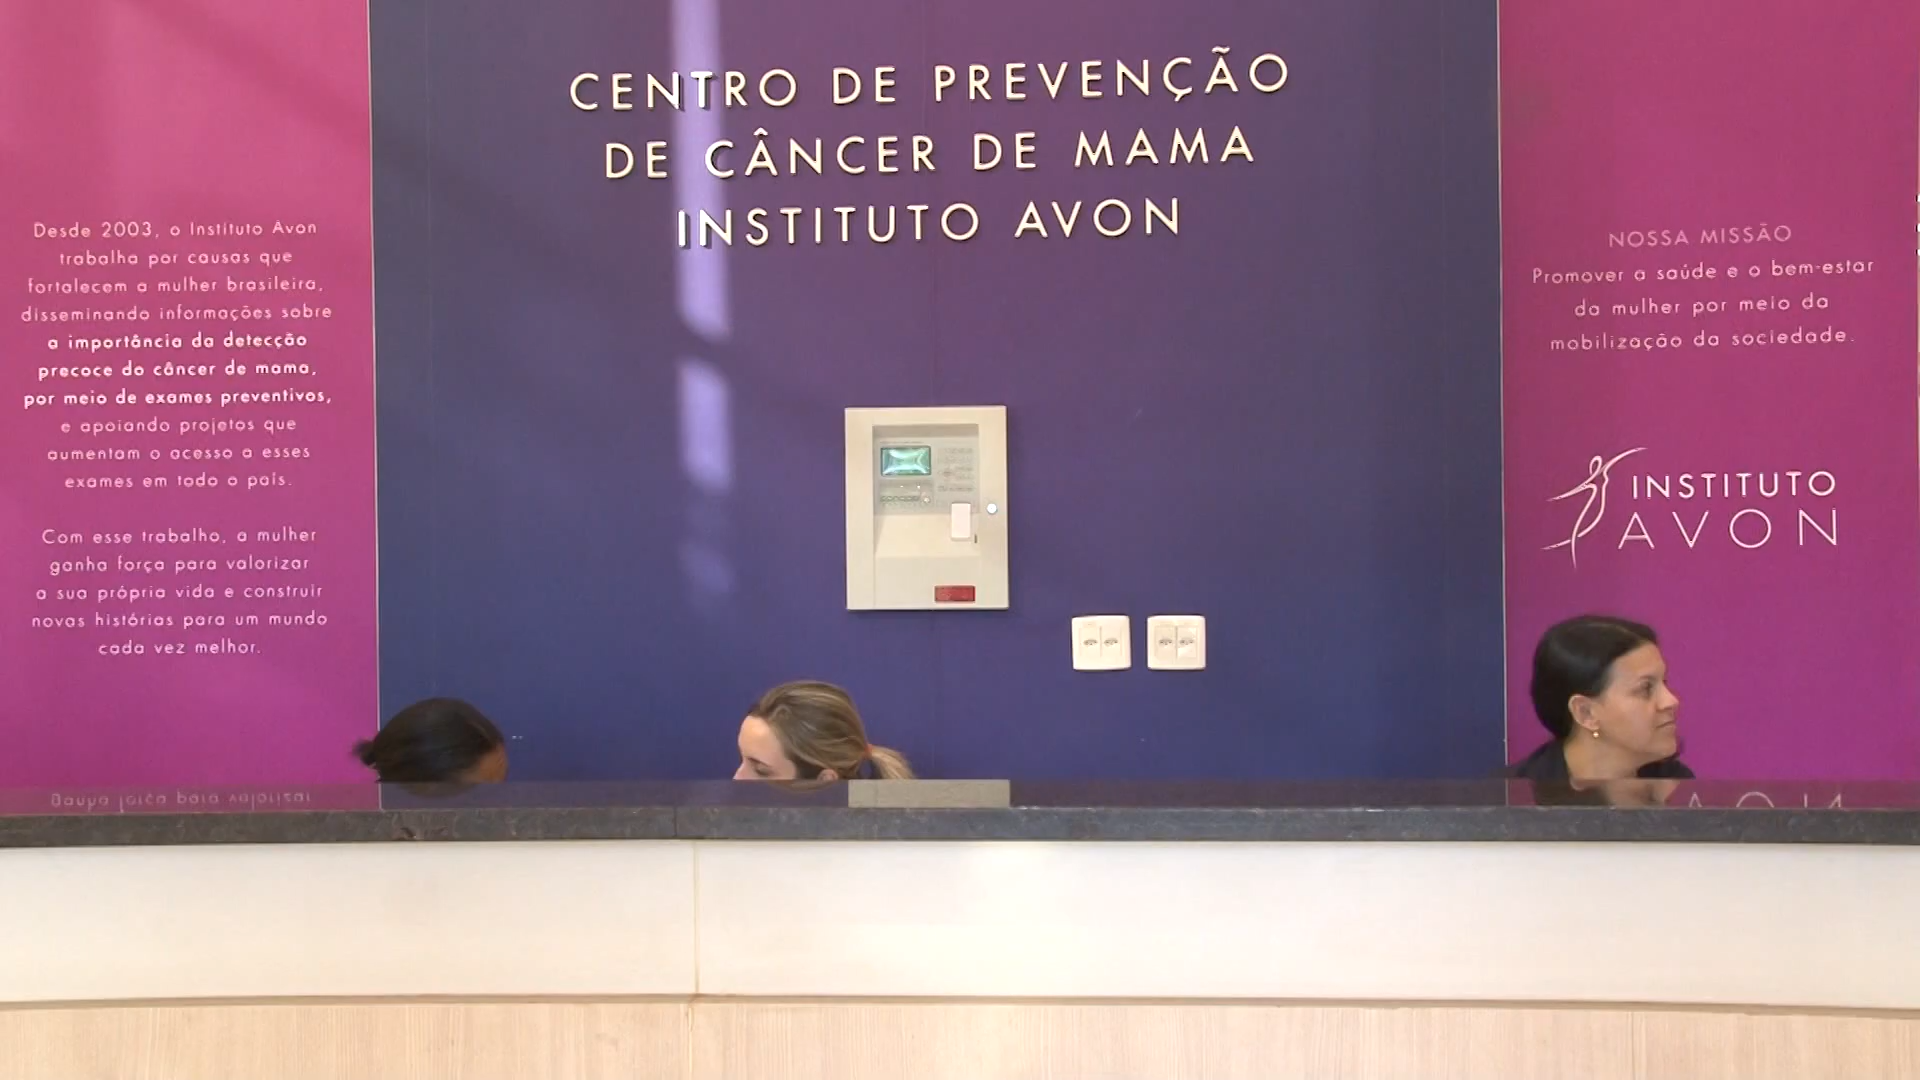 CENTRO DE PREVENÇÃO
DE CÂNCER DE MAMA
INSTITUTO AVON
Desde 2003, o Instituto Avon
trabalha por causas que
fortalecem a mulher brasileira,
disseminando informações sobre
a importância da detecção
precoce do câncer de mama,
por meio de exames preventivos,
e apoiando projetos que
aumentam o acesso a esses
exames em todo o país.
Com esse trabalho, a mulher
ganha força para valorizar
a sua própria vida e construir
novas histórias para um mundo
cada vez melhor.
NOSSA MISSÃO
Promover a saúde e o bem-estar
da mulher por meio da
mobilização da sociedade.
INSTITUTO
AVON